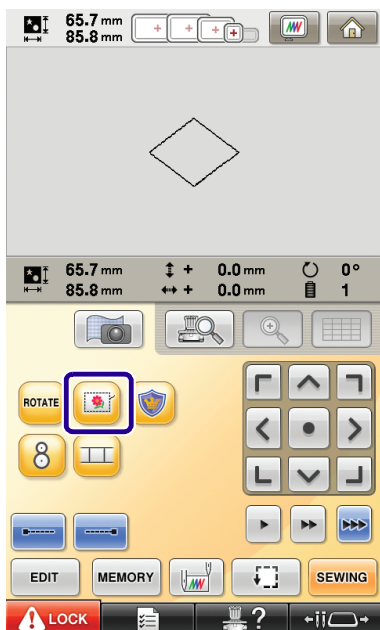 65.7 mm
85.8 mm
65.7 mm + 0.0 mm 0°
85.8 mm + 0.0 mm 1
ROTATE
8
EDIT MEMORY SEWING
LOCK ?